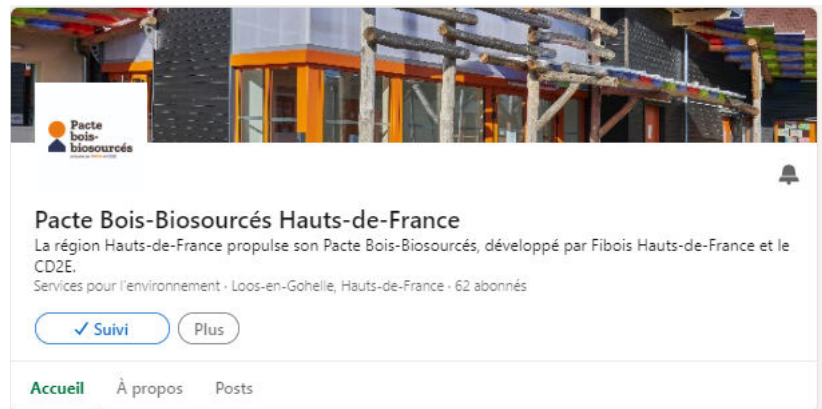 Pacte
bois-
biosourcés
Pacte Bois-Biosourcés Hauts-de-France
La région Hauts-de-France propulse son Pacte Bois-Biosourcés, développé par Fibois Hauts-de-France et le
CD2E.
Services pour l'environnement · Loos-en-Gohelle, Hauts-de-France · 62 abonnés
✓ Suivi
Plus
Accueil À propos Posts